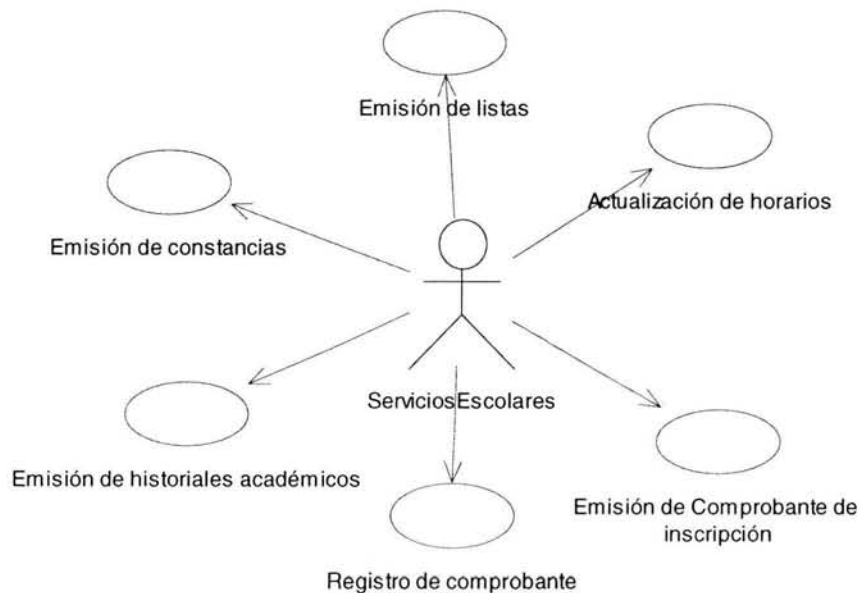 Emisión de listas
Actualización de horarios
Emisión de constancias
ServiciosEscolares
Emisión de historiales académicos
Emisión de Comprobante de
inscripción
Registro de comprobante